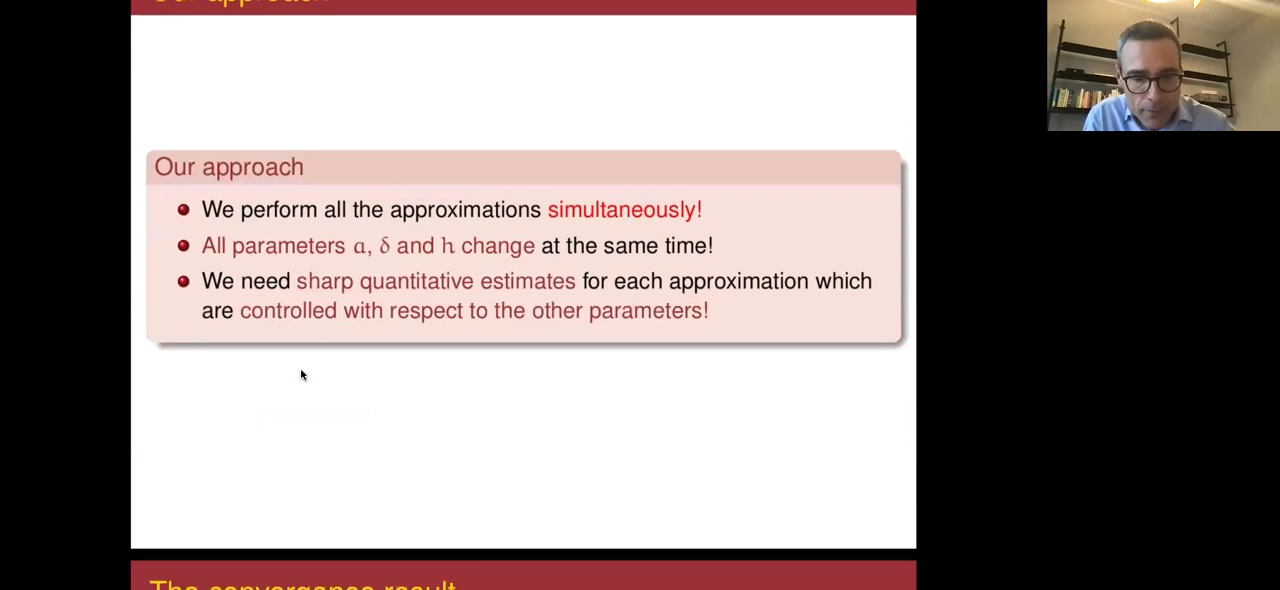 Our approach
Our approach
We perform all the approximations simultaneously!
All parameters a, δ and h change at the same time!
We need sharp quantitative estimates for each approximation which
are controlled with respect to the other parameters!
The convergence result